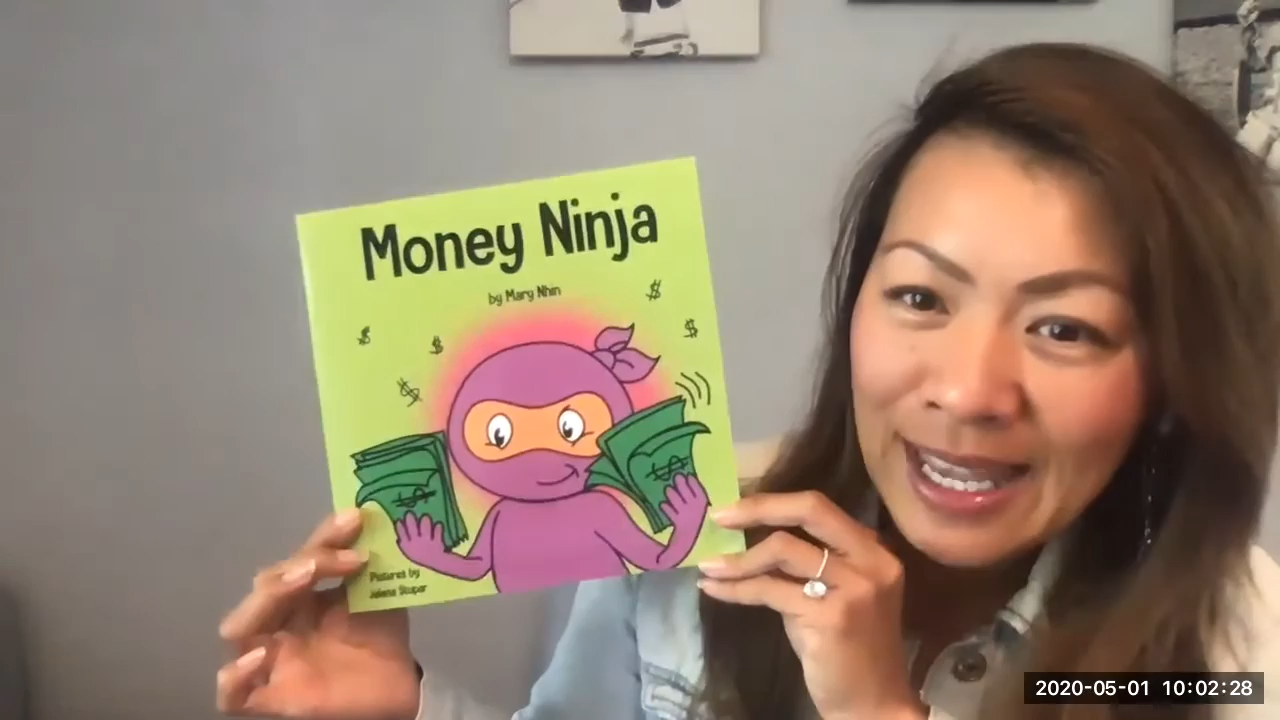 Money Ninja
by Mary Nhin
$
$
$
$
$
$
$
Pictures by
Jelena Stupar
2020-05-01 10:02:28